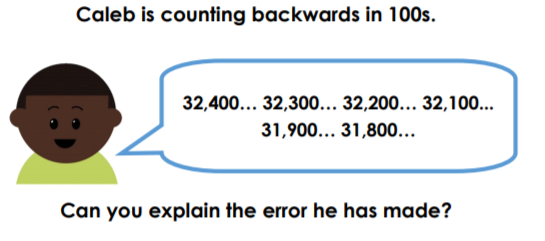 Caleb is counting backwards in 100s.
32,400... 32,300... 32,200... 32,100...
31,900... 31,800...
Can you explain the error he has made?